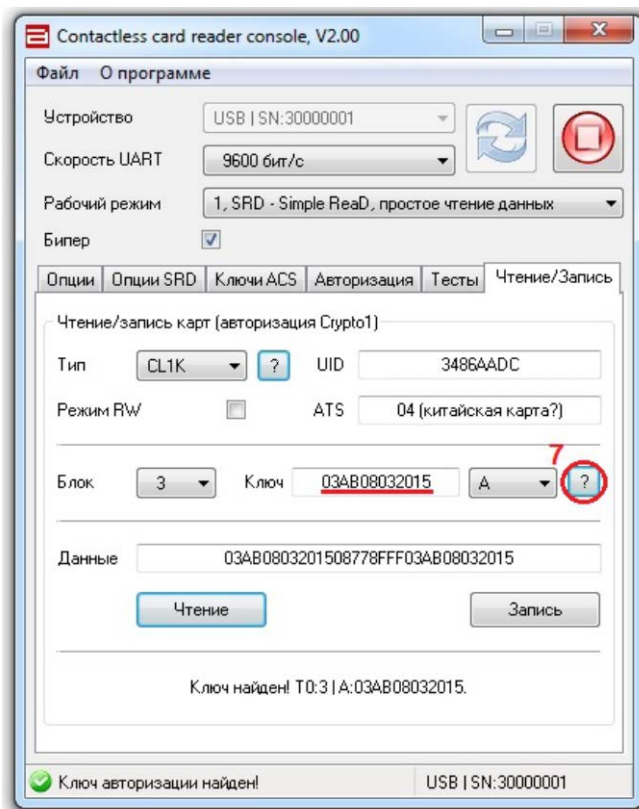 Contactless card reader console, V2.00
Файл О программе
Устройство USB | SN:30000001
Скорость UART 9600 бит/с
Рабочий режим 1, SRD - Simple ReaD, простое чтение данных
Бипер
Опции Опции SRD Ключи ACS Авторизация Тесты Чтение/Запись
Чтение/запись карт (авторизация Crypto1)
Тип CL1K ? UID 3486AADC
Режим RW ATS 04 (китайская карта?)
7
Блок 3 Ключ 03AB08032015 A ?
Данные 03AB0803201508778FFF03AB08032015
Чтение Запись
Ключ найден! T0:3 | A:03AB08032015.
Ключ авторизации найден! USB | SN:30000001